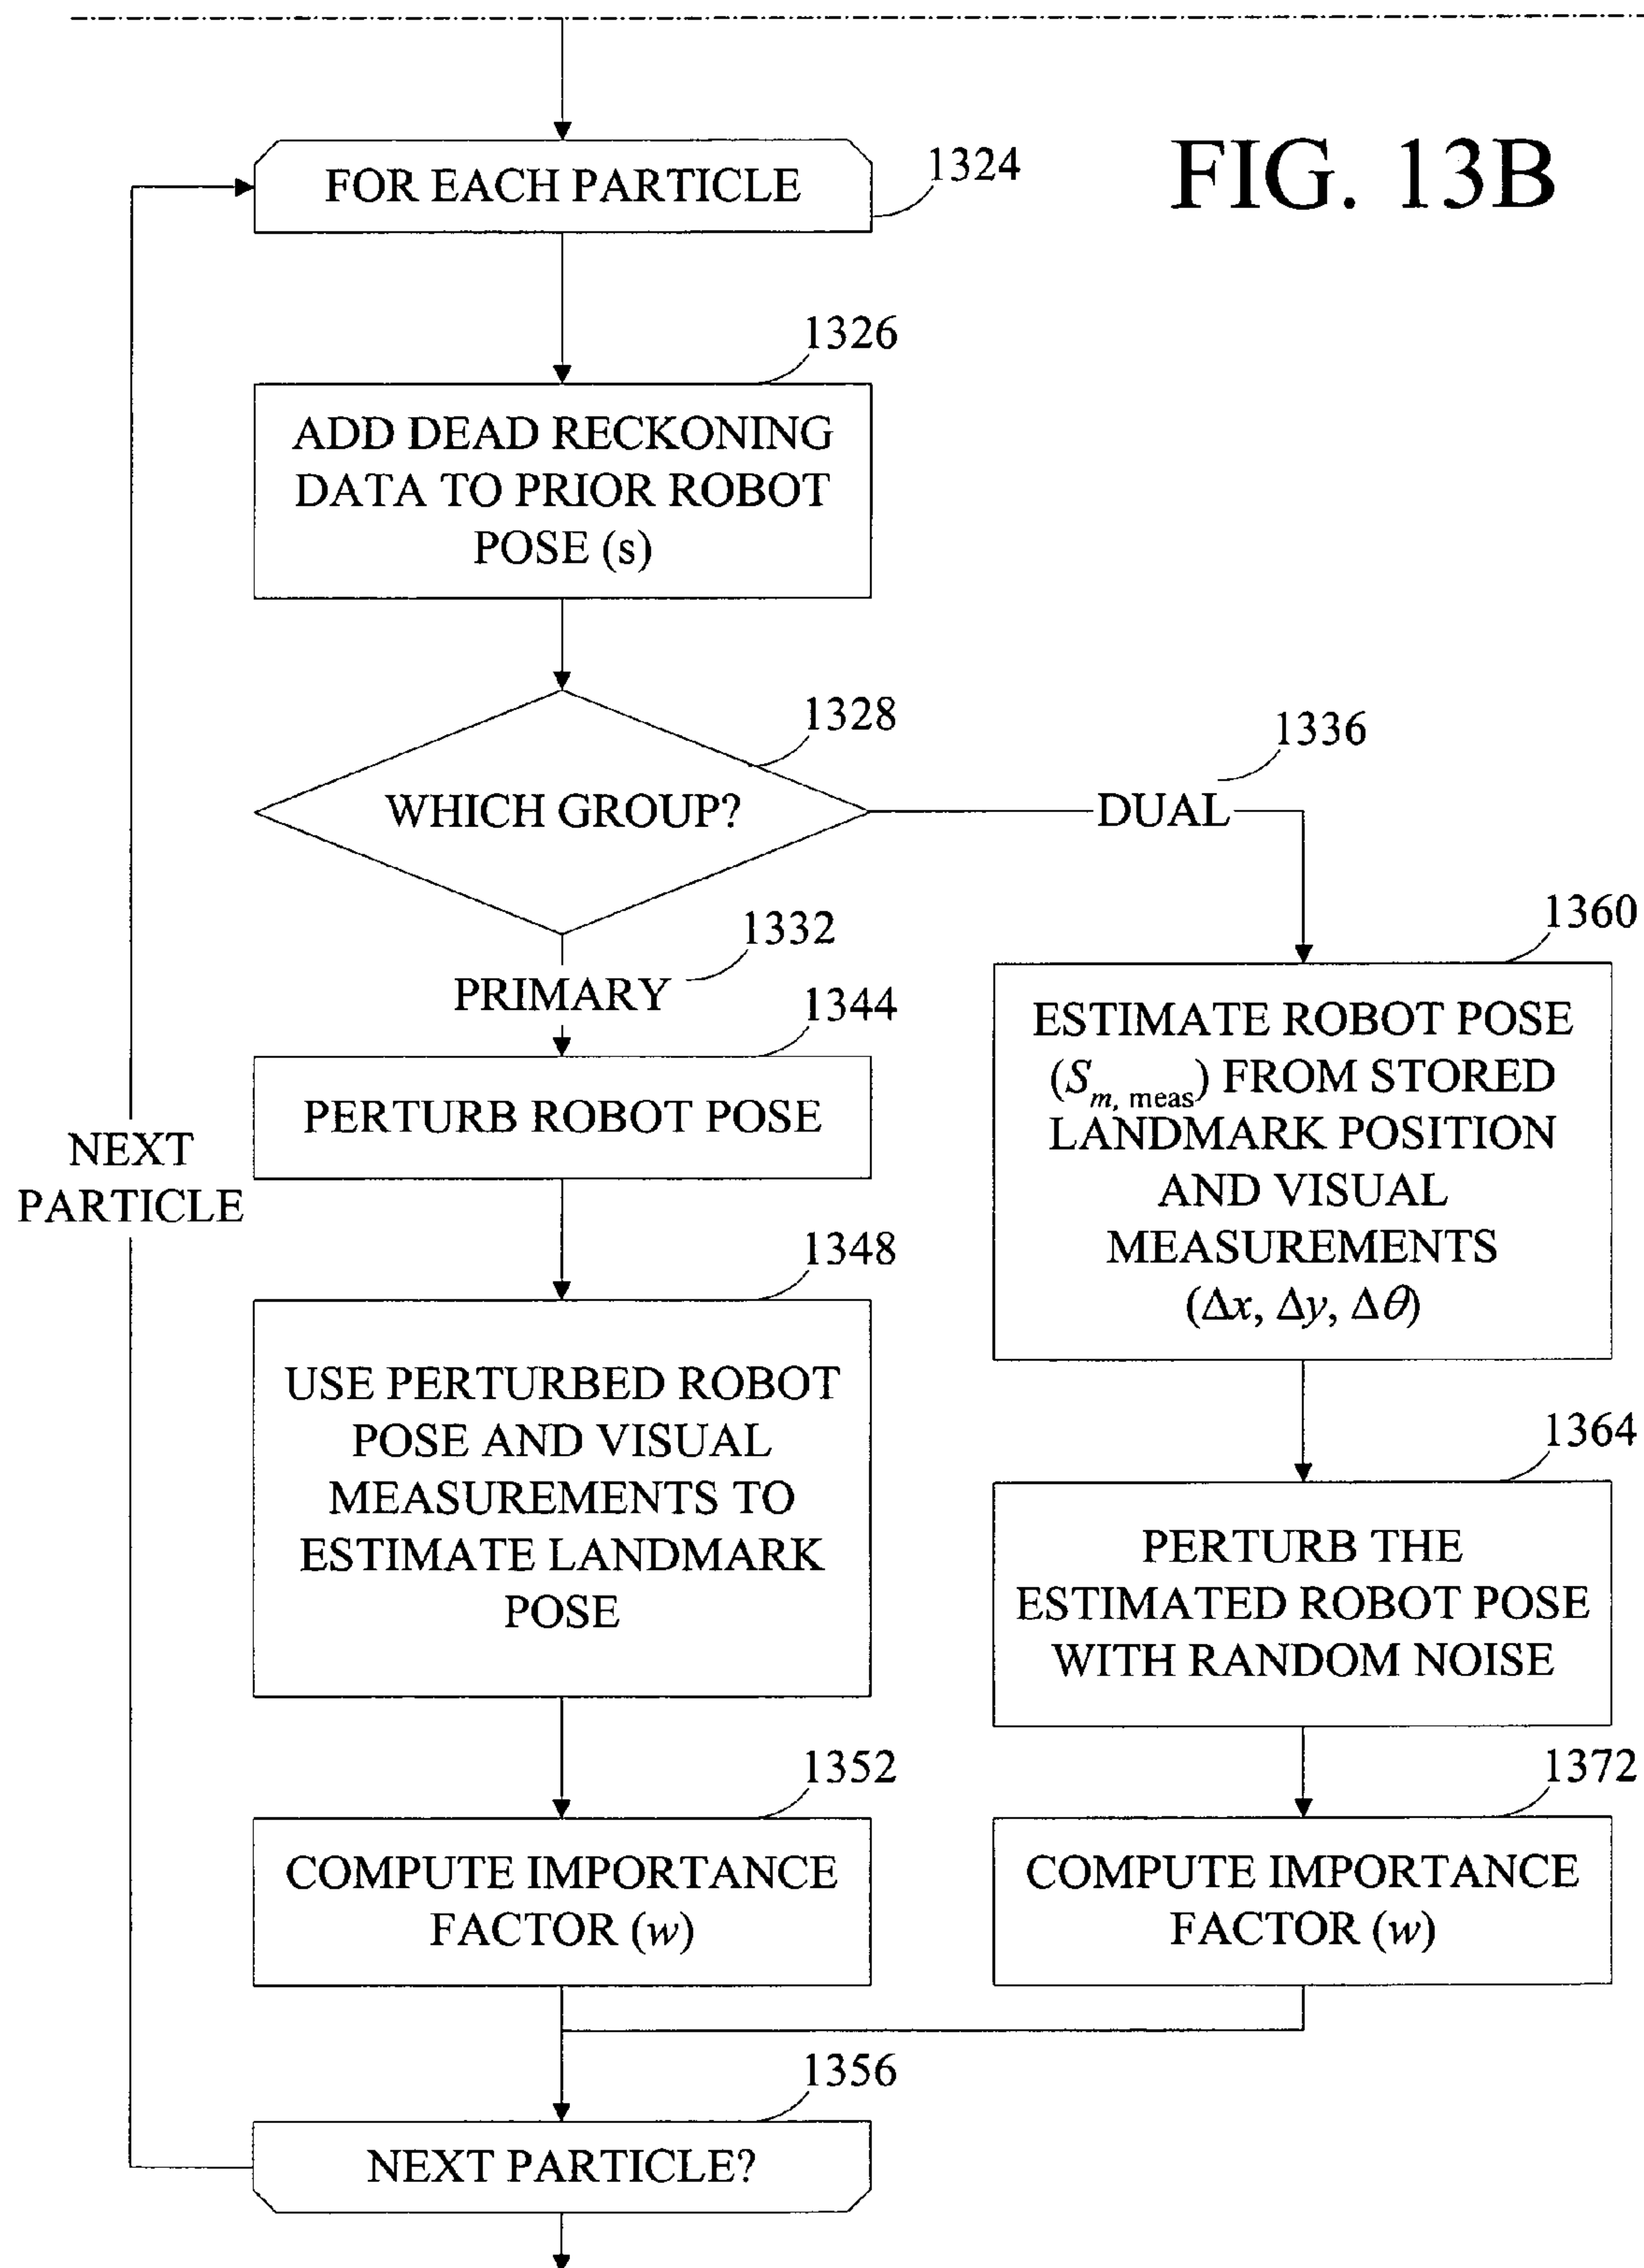 FIG. 13B
FOR EACH PARTICLE
1324
1326
ADD DEAD RECKONING
DATA TO PRIOR ROBOT
POSE (s)
1328
WHICH GROUP?
1336
DUAL
1332
PRIMARY
1344
PERTURB ROBOT POSE
1360
ESTIMATE ROBOT POSE
(Sm, meas) FROM STORED
LANDMARK POSITION
AND VISUAL
MEASUREMENTS
(Δx, Δy, Δθ)
NEXT
PARTICLE
1348
USE PERTURBED ROBOT
POSE AND VISUAL
MEASUREMENTS TO
ESTIMATE LANDMARK
POSE
1364
PERTURB THE
ESTIMATED ROBOT POSE
WITH RANDOM NOISE
1352
COMPUTE IMPORTANCE
FACTOR (w)
1372
COMPUTE IMPORTANCE
FACTOR (w)
1356
NEXT PARTICLE?